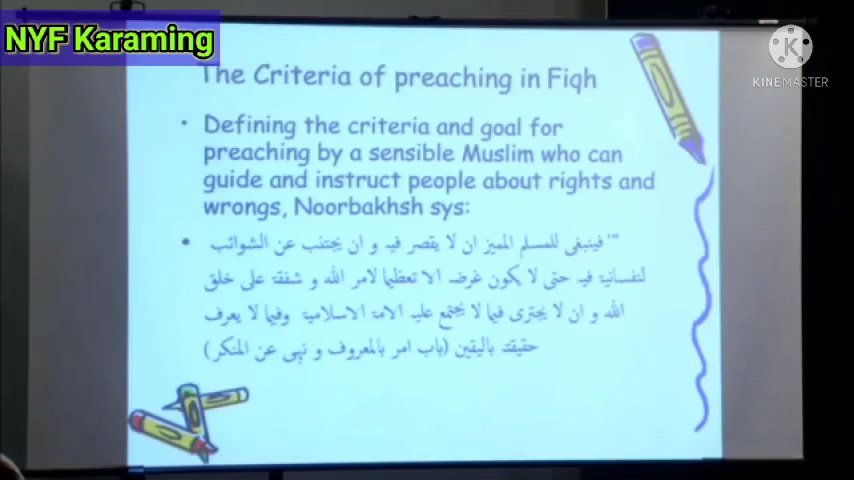 NYF Karaming
K
KINEMASTER
The Criteria of preaching in Fiqh
• Defining the criteria and goal for
preaching by a sensible Muslim who can
guide and instruct people about rights and
wrongs, Noorbakhsh sys:
• "'فينبغى للمسلم المميز ان لا يقصر فيه و ان يجتنب عن الشوائب
لنفسانية فيه حتى لا يكون غرضه الا تعظيما لامر الله و شفقة على خلق
الله و ان لا يجترى فيما لا يجتمع عليه الامة الاسلامية وفيما لا يعرف
حقيقته باليقين (باب امر بالمعروف و نہى عن المنكر)